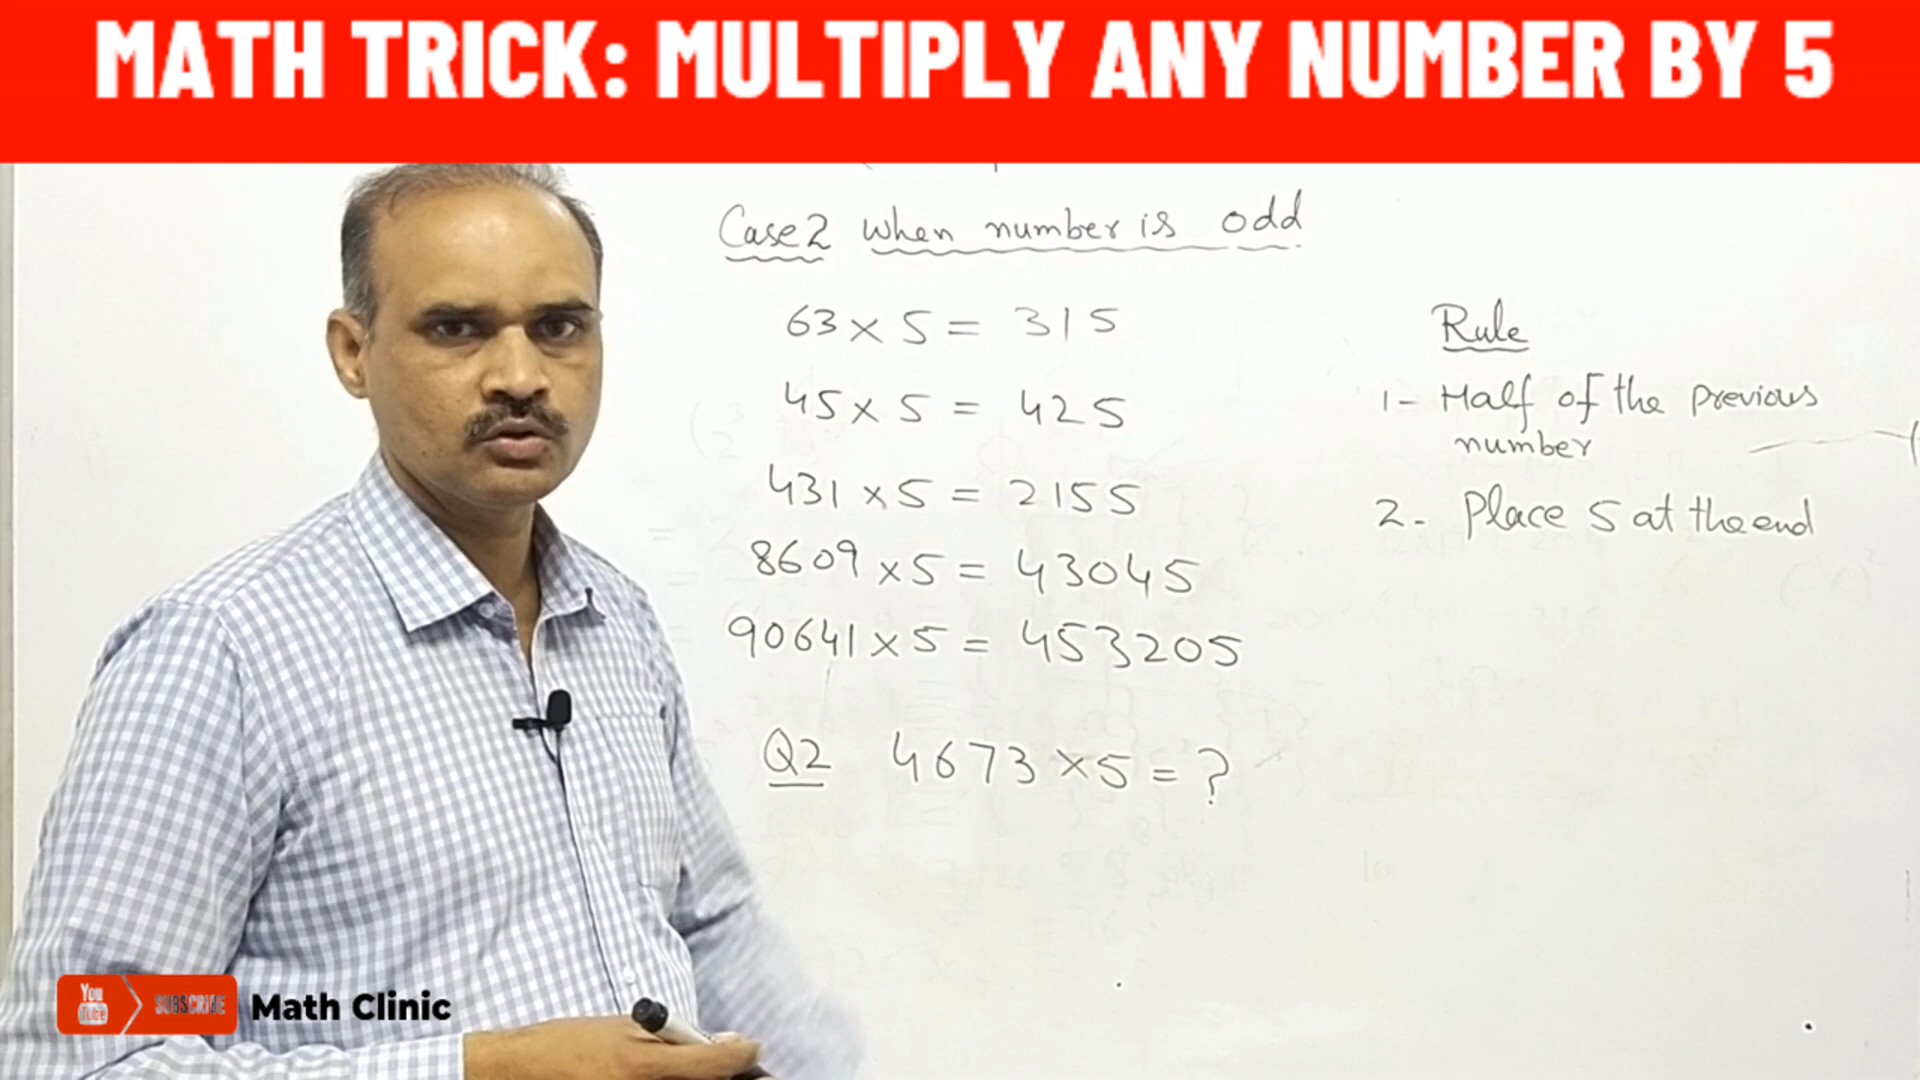 MATH TRICK: MULTIPLY ANY NUMBER BY 5
Case 2 when number is odd
63 × 5 = 315
45 × 5 = 425
431 × 5 = 2155
8609 × 5 = 43045
90641 × 5 = 453205
Q2 4673 × 5 = ?
Rule
1- Half of the previous
number
2- Place 5 at the end
You
Tube
SUBSCRIBE
Math Clinic